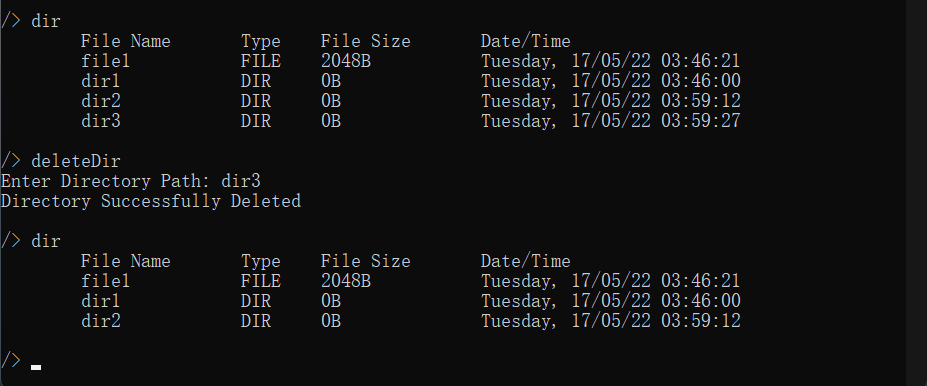 /> dir
File Name Type File Size Date/Time
file1 FILE 2048B Tuesday, 17/05/22 03:46:21
dir1 DIR 0B Tuesday, 17/05/22 03:46:00
dir2 DIR 0B Tuesday, 17/05/22 03:59:12
dir3 DIR 0B Tuesday, 17/05/22 03:59:27
/> deleteDir
Enter Directory Path: dir3
Directory Successfully Deleted
/> dir
File Name Type File Size Date/Time
file1 FILE 2048B Tuesday, 17/05/22 03:46:21
dir1 DIR 0B Tuesday, 17/05/22 03:46:00
dir2 DIR 0B Tuesday, 17/05/22 03:59:12
/>